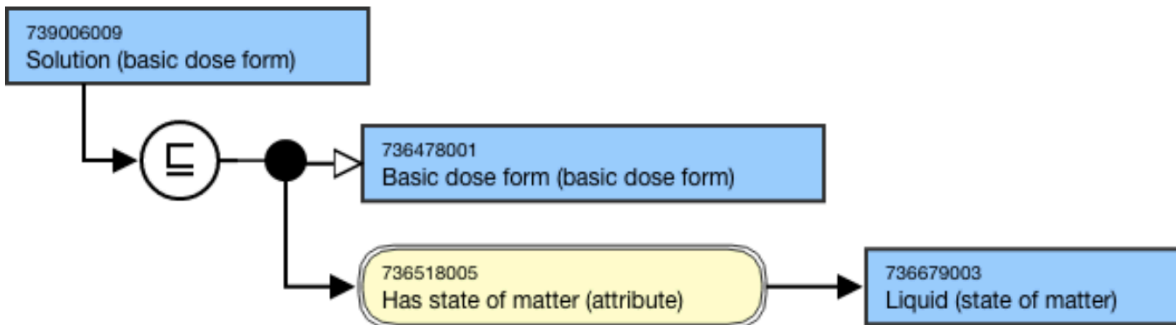 739006009
Solution (basic dose form)
⊑
736478001
Basic dose form (basic dose form)
736518005
Has state of matter (attribute)
736679003
Liquid (state of matter)